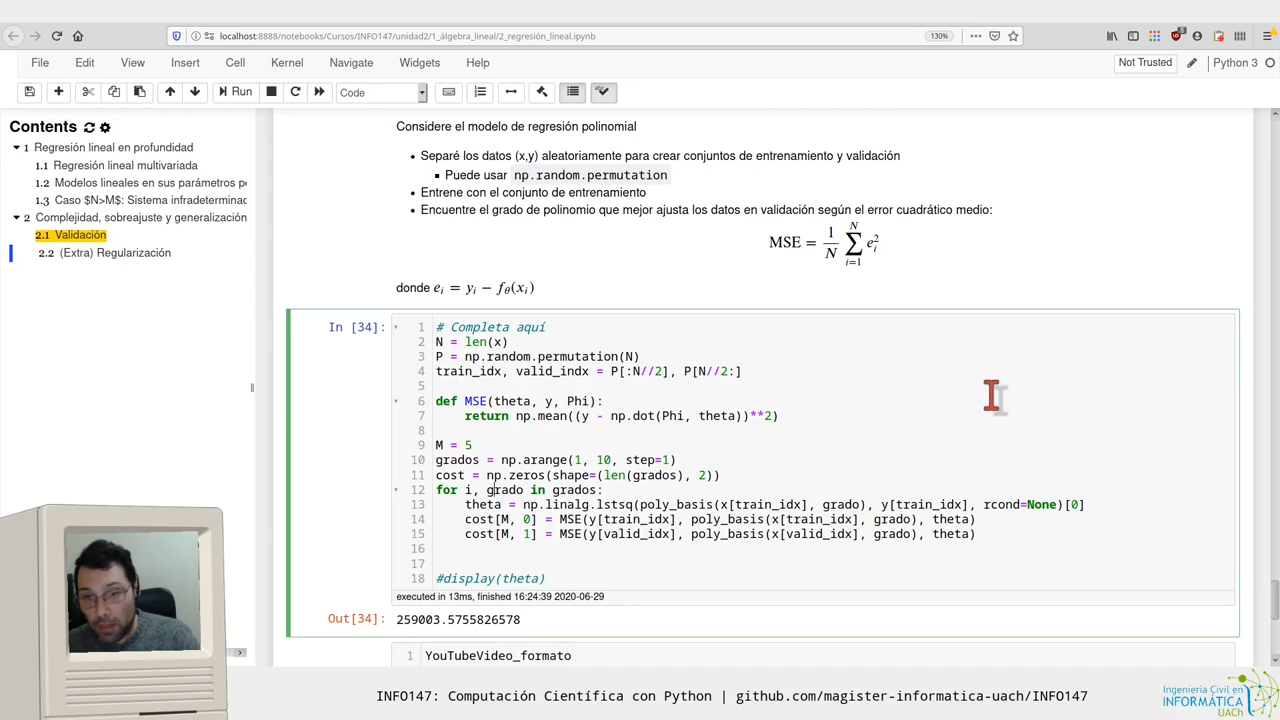 localhost:8888/notebooks/Cursos/INFO147/unidad2/1_álgebra_lineal/2_regresión_lineal.ipynb
130%
File Edit View Insert Cell Kernel Navigate Widgets Help
Not Trusted
Python 3
Run
Code
Contents
1 Regresión lineal en profundidad
1.1 Regresión lineal multivariada
1.2 Modelos lineales en sus parámetros p
1.3 Caso $N>M$: Sistema infradeterminac
2 Complejidad, sobreajuste y generalización
2.1 Validación
2.2 (Extra) Regularización
Considere el modelo de regresión polinomial
• Separé los datos (x,y) aleatoriamente para crear conjuntos de entrenamiento y validación
▪ Puede usar np.random.permutation
• Entrene con el conjunto de entrenamiento
• Encuentre el grado de polinomio que mejor ajusta los datos en validación según el error cuadrático medio:
MSE = 1/N ∑_{i=1}^{N} e_i^2
donde e_i = y_i − f_θ(x_i)
In [34]:
1 # Completa aquí
2 N = len(x)
3 P = np.random.permutation(N)
4 train_idx, valid_indx = P[:N//2], P[N//2:]
5
6 def MSE(theta, y, Phi):
7 return np.mean((y - np.dot(Phi, theta))**2)
8
9 M = 5
10 grados = np.arange(1, 10, step=1)
11 cost = np.zeros(shape=(len(grados), 2))
12 for i, grado in grados:
13 theta = np.linalg.lstsq(poly_basis(x[train_idx], grado), y[train_idx], rcond=None)[0]
14 cost[M, 0] = MSE(y[train_idx], poly_basis(x[train_idx], grado), theta)
15 cost[M, 1] = MSE(y[valid_idx], poly_basis(x[valid_idx], grado), theta)
16
17
18 #display(theta)
executed in 13ms, finished 16:24:39 2020-06-29
Out[34]: 259003.5755826578
1 YouTubeVideo_formato
INFO147: Computación Científica con Python | github.com/magister-informatica-uach/INFO147
Ingeniería Civil en
INFORMÁTICA
UACh